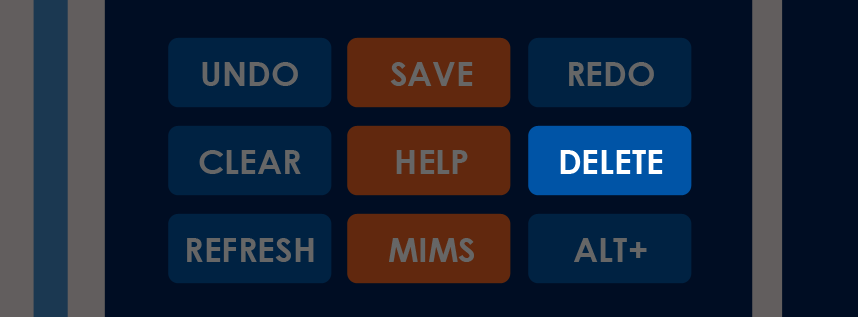 UNDO SAVE REDO
CLEAR HELP DELETE
REFRESH MIMS ALT+